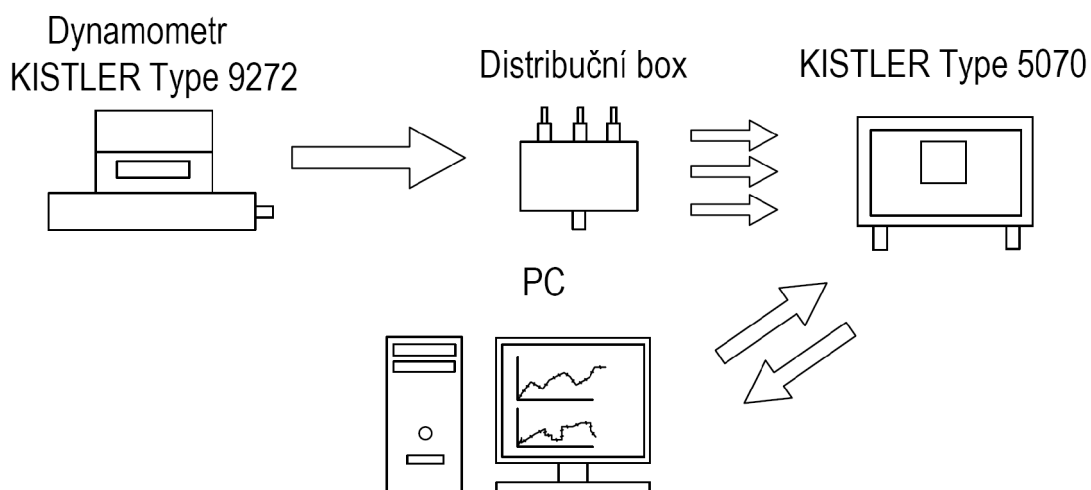 Dynamometr
KISTLER Type 9272
Distribuční box
KISTLER Type 5070
PC